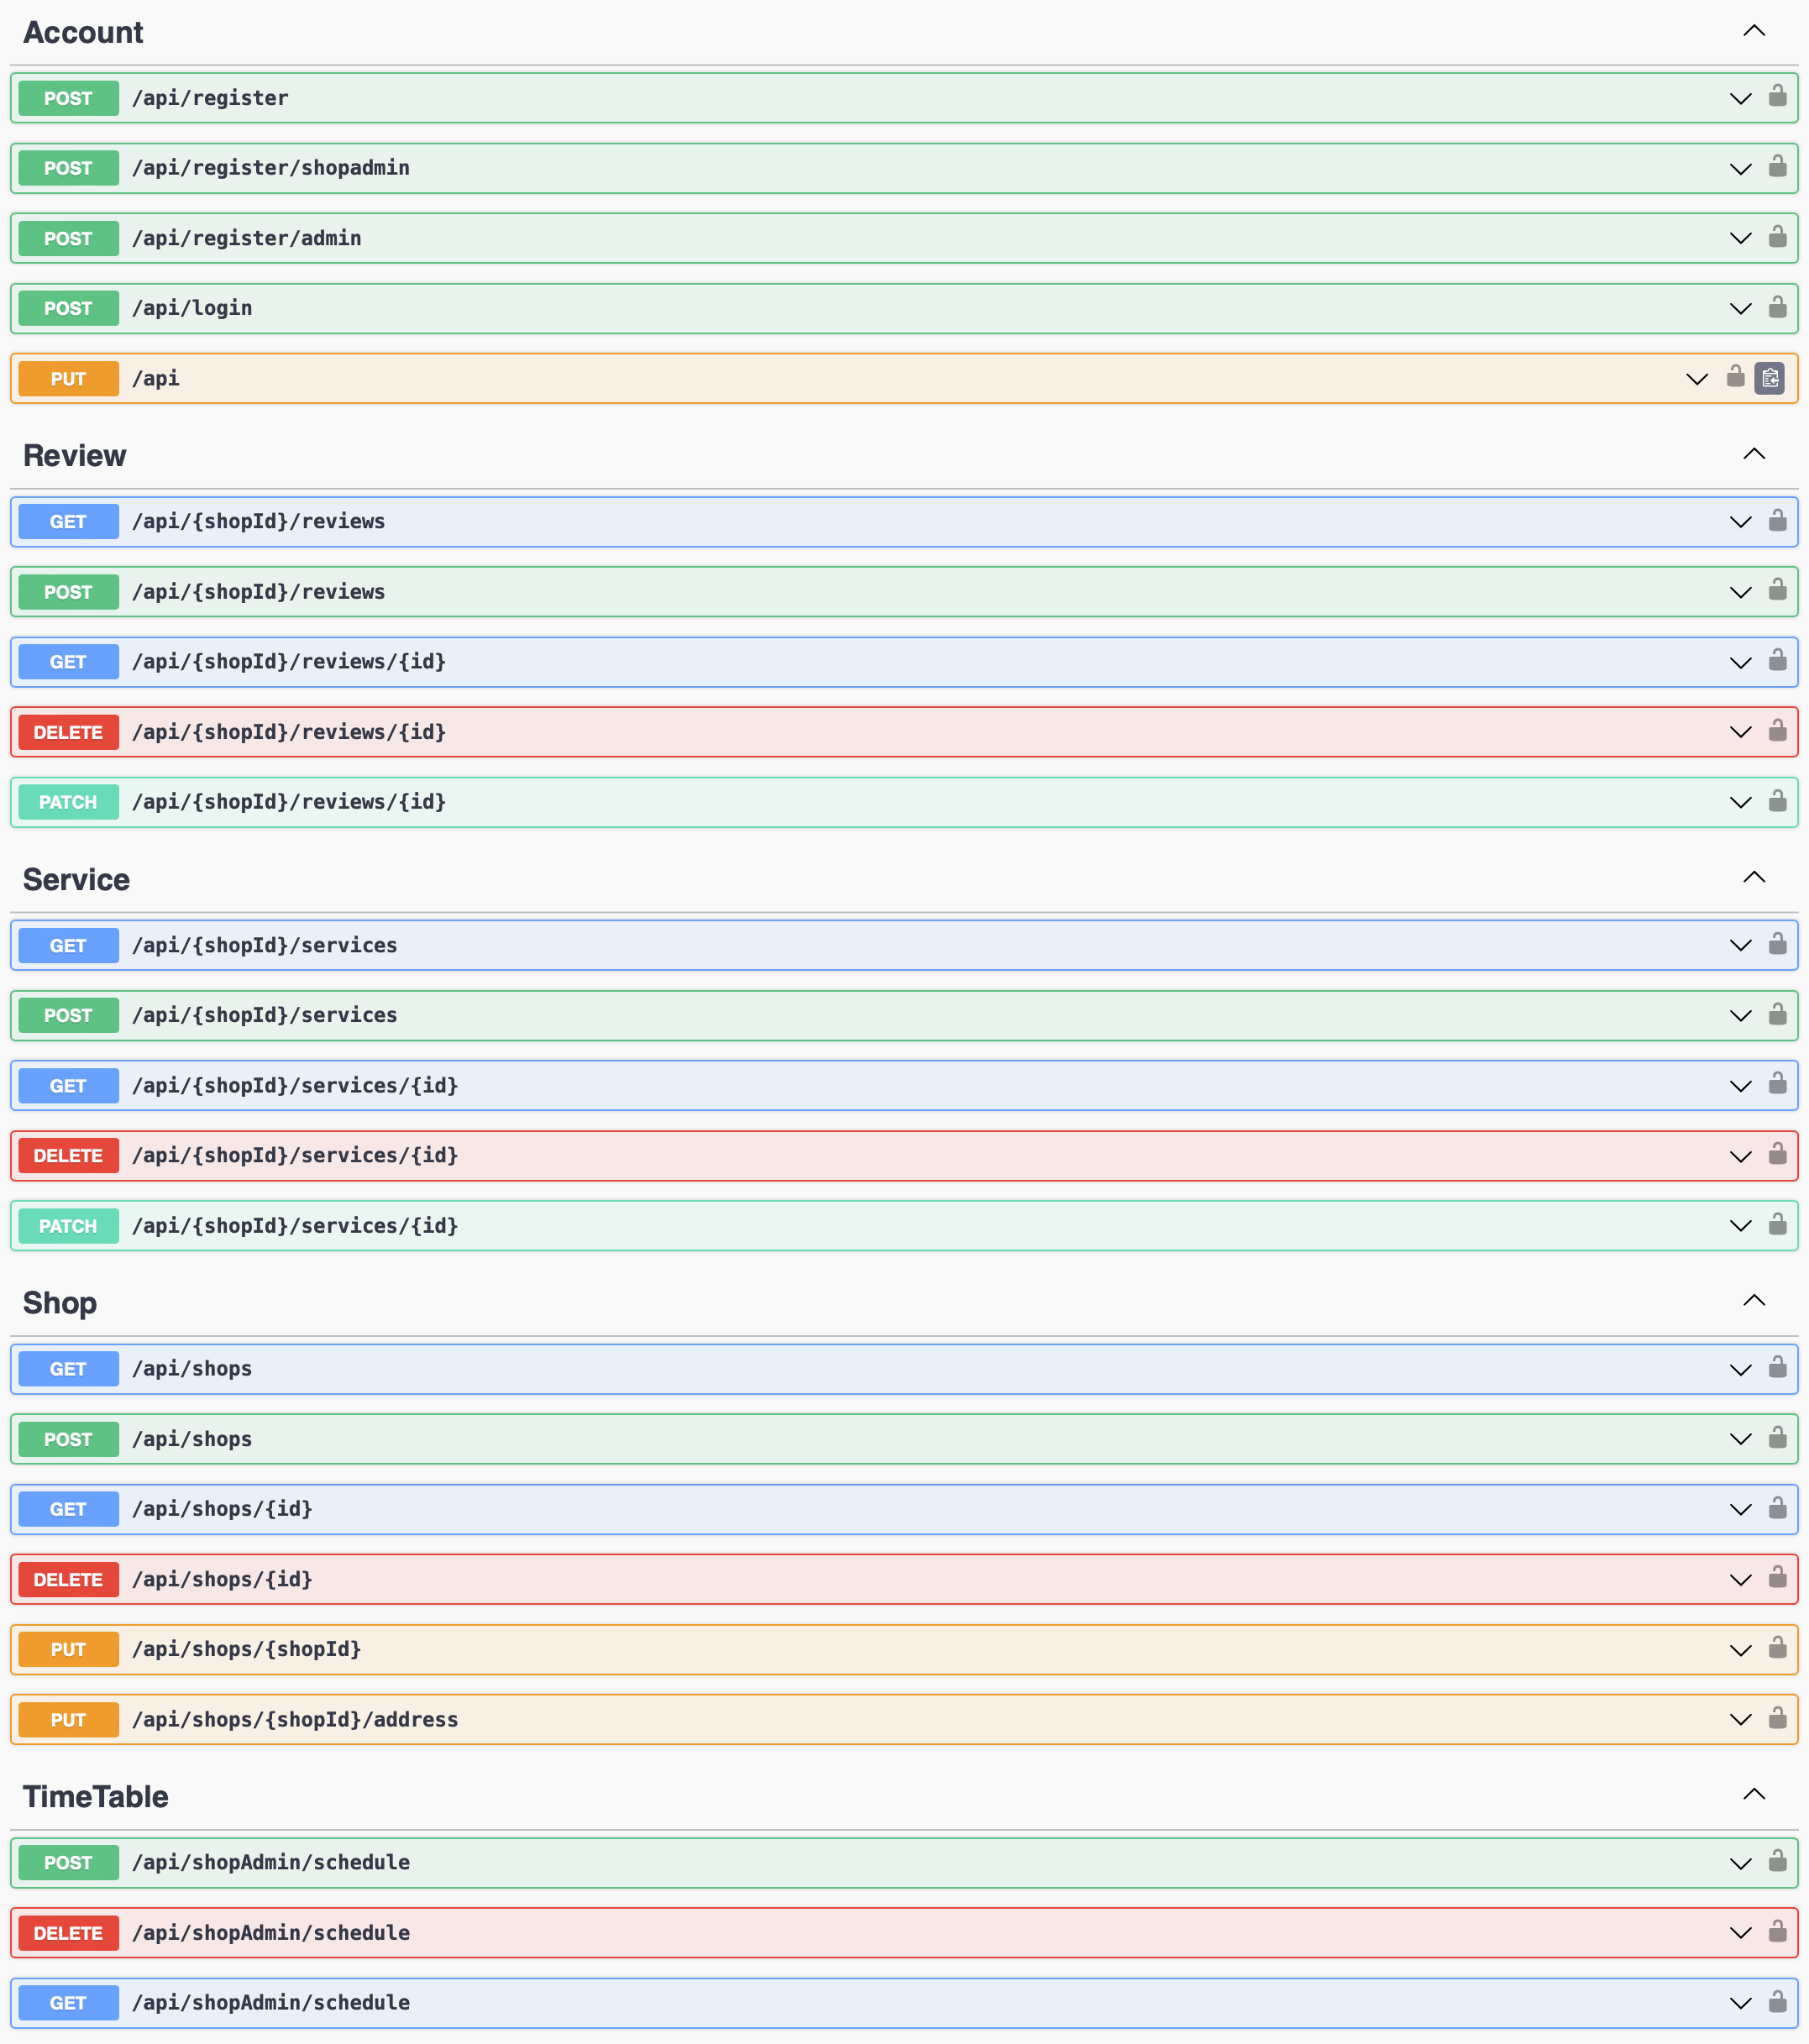 Account
POST /api/register
POST /api/register/shopadmin
POST /api/register/admin
POST /api/login
PUT /api
Review
GET /api/{shopId}/reviews
POST /api/{shopId}/reviews
GET /api/{shopId}/reviews/{id}
DELETE /api/{shopId}/reviews/{id}
PATCH /api/{shopId}/reviews/{id}
Service
GET /api/{shopId}/services
POST /api/{shopId}/services
GET /api/{shopId}/services/{id}
DELETE /api/{shopId}/services/{id}
PATCH /api/{shopId}/services/{id}
Shop
GET /api/shops
POST /api/shops
GET /api/shops/{id}
DELETE /api/shops/{id}
PUT /api/shops/{shopId}
PUT /api/shops/{shopId}/address
TimeTable
POST /api/shopAdmin/schedule
DELETE /api/shopAdmin/schedule
GET /api/shopAdmin/schedule